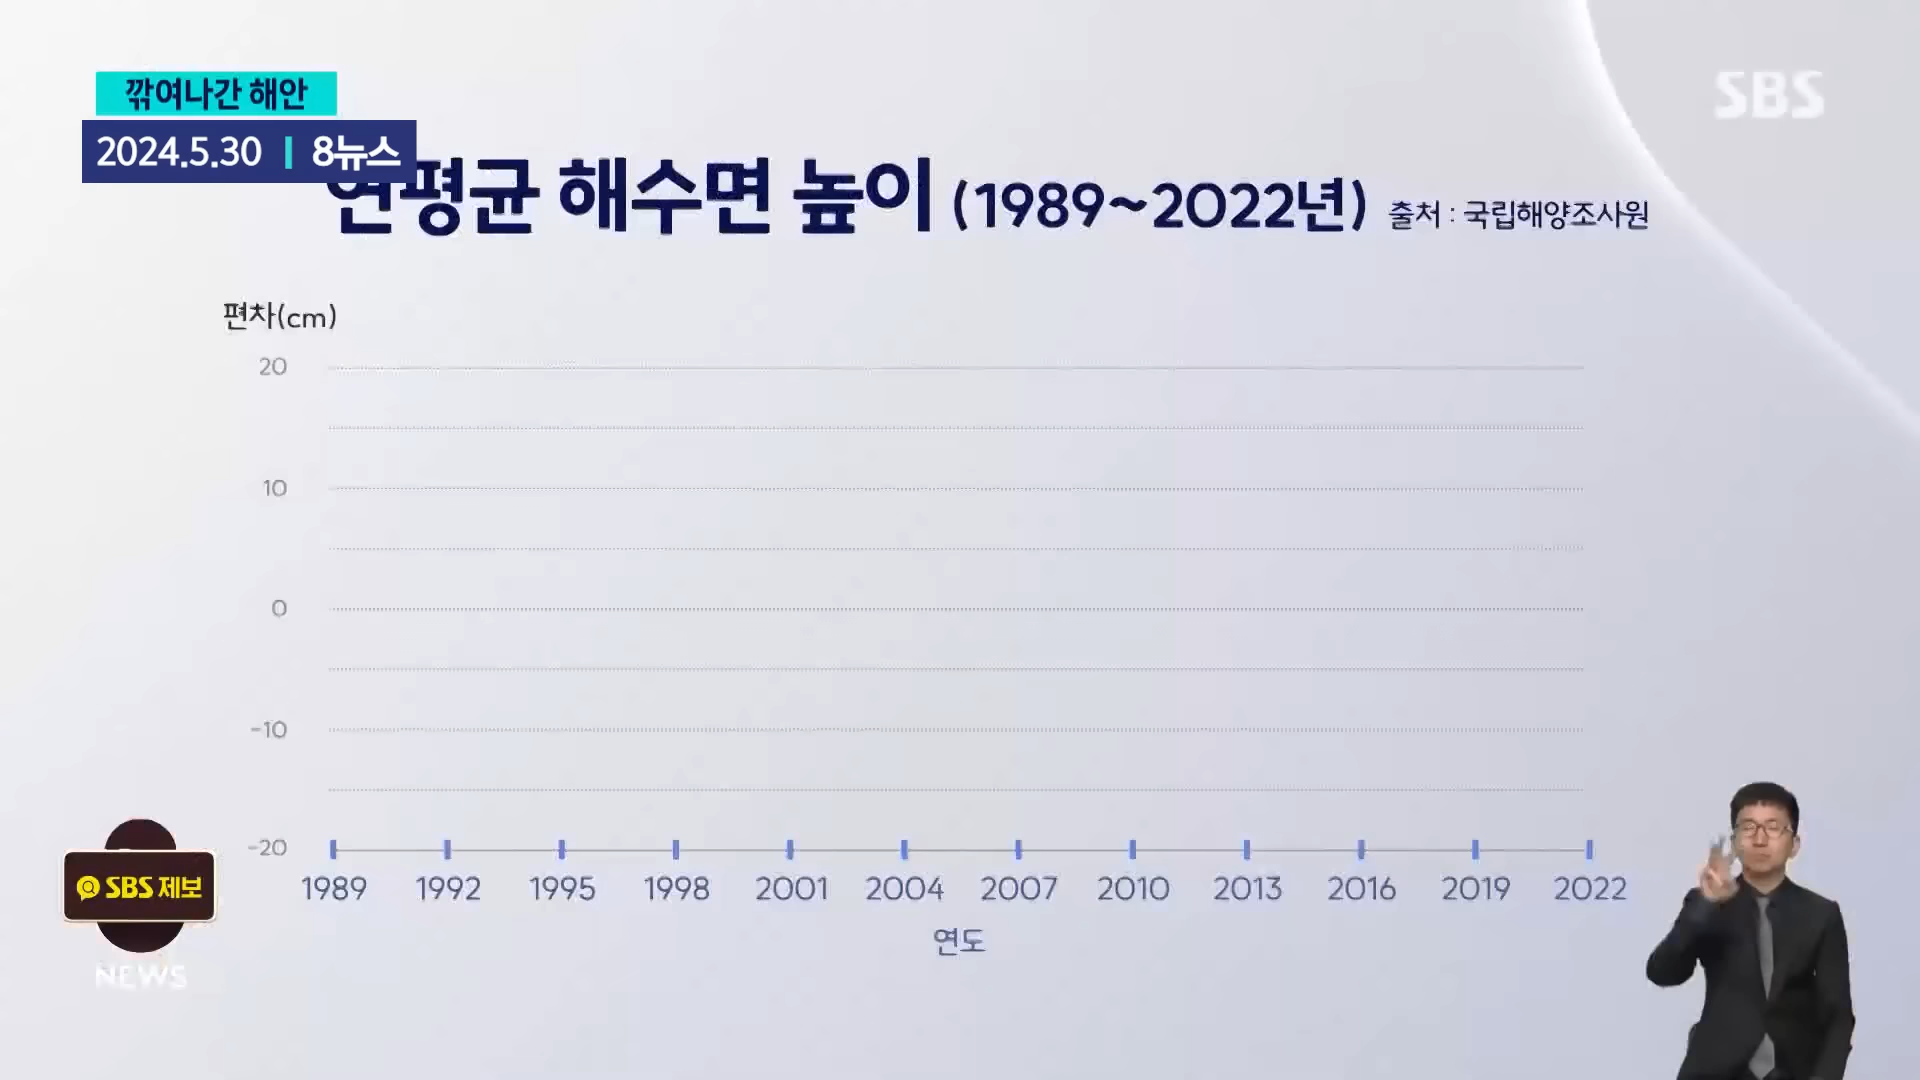 깎여나간 해안
SBS
2024.5.30 | 8뉴스
연평균 해수면 높이 (1989~2022년) 출처 : 국립해양조사원
편차(cm)
20
10
0
-10
-20
1989 1992 1995 1998 2001 2004 2007 2010 2013 2016 2019 2022
연도
SBS 제보
NEWS